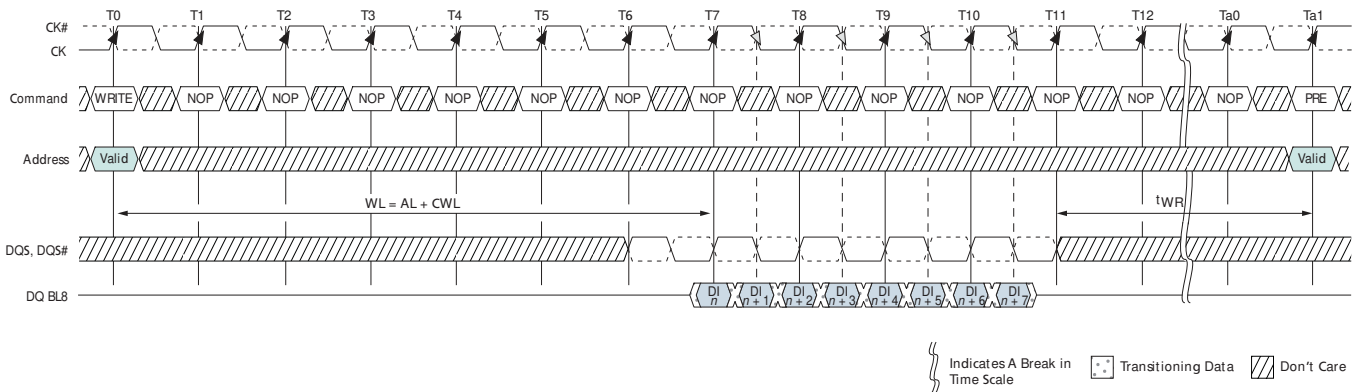 T0 T1 T2 T3 T4 T5 T6 T7 T8 T9 T10 T11 T12 Ta0 Ta1
CK#
CK
Command WRITE NOP NOP NOP NOP NOP NOP NOP NOP NOP NOP NOP NOP NOP PRE
Address Valid Valid
WL = AL + CWL tWR
DQS, DQS#
DQ BL8 DI n DI n + 1 DI n + 2 DI n + 3 DI n + 4 DI n + 5 DI n + 6 DI n + 7
Indicates A Break in
Time Scale
Transitioning Data
Don't Care